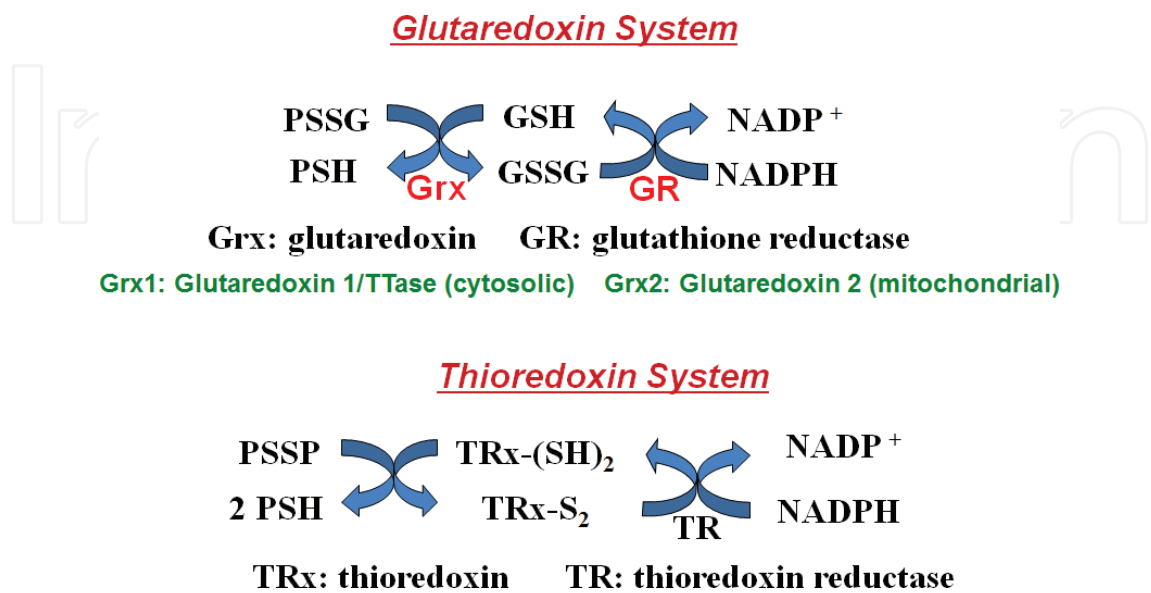 Glutaredoxin System
PSSG GSH NADP +
PSH Grx GSSG GR NADPH
Grx: glutaredoxin GR: glutathione reductase
Grx1: Glutaredoxin 1/TTase (cytosolic) Grx2: Glutaredoxin 2 (mitochondrial)
Thioredoxin System
PSSP TRx-(SH)₂ NADP +
2 PSH TRx-S₂ TR NADPH
TRx: thioredoxin TR: thioredoxin reductase